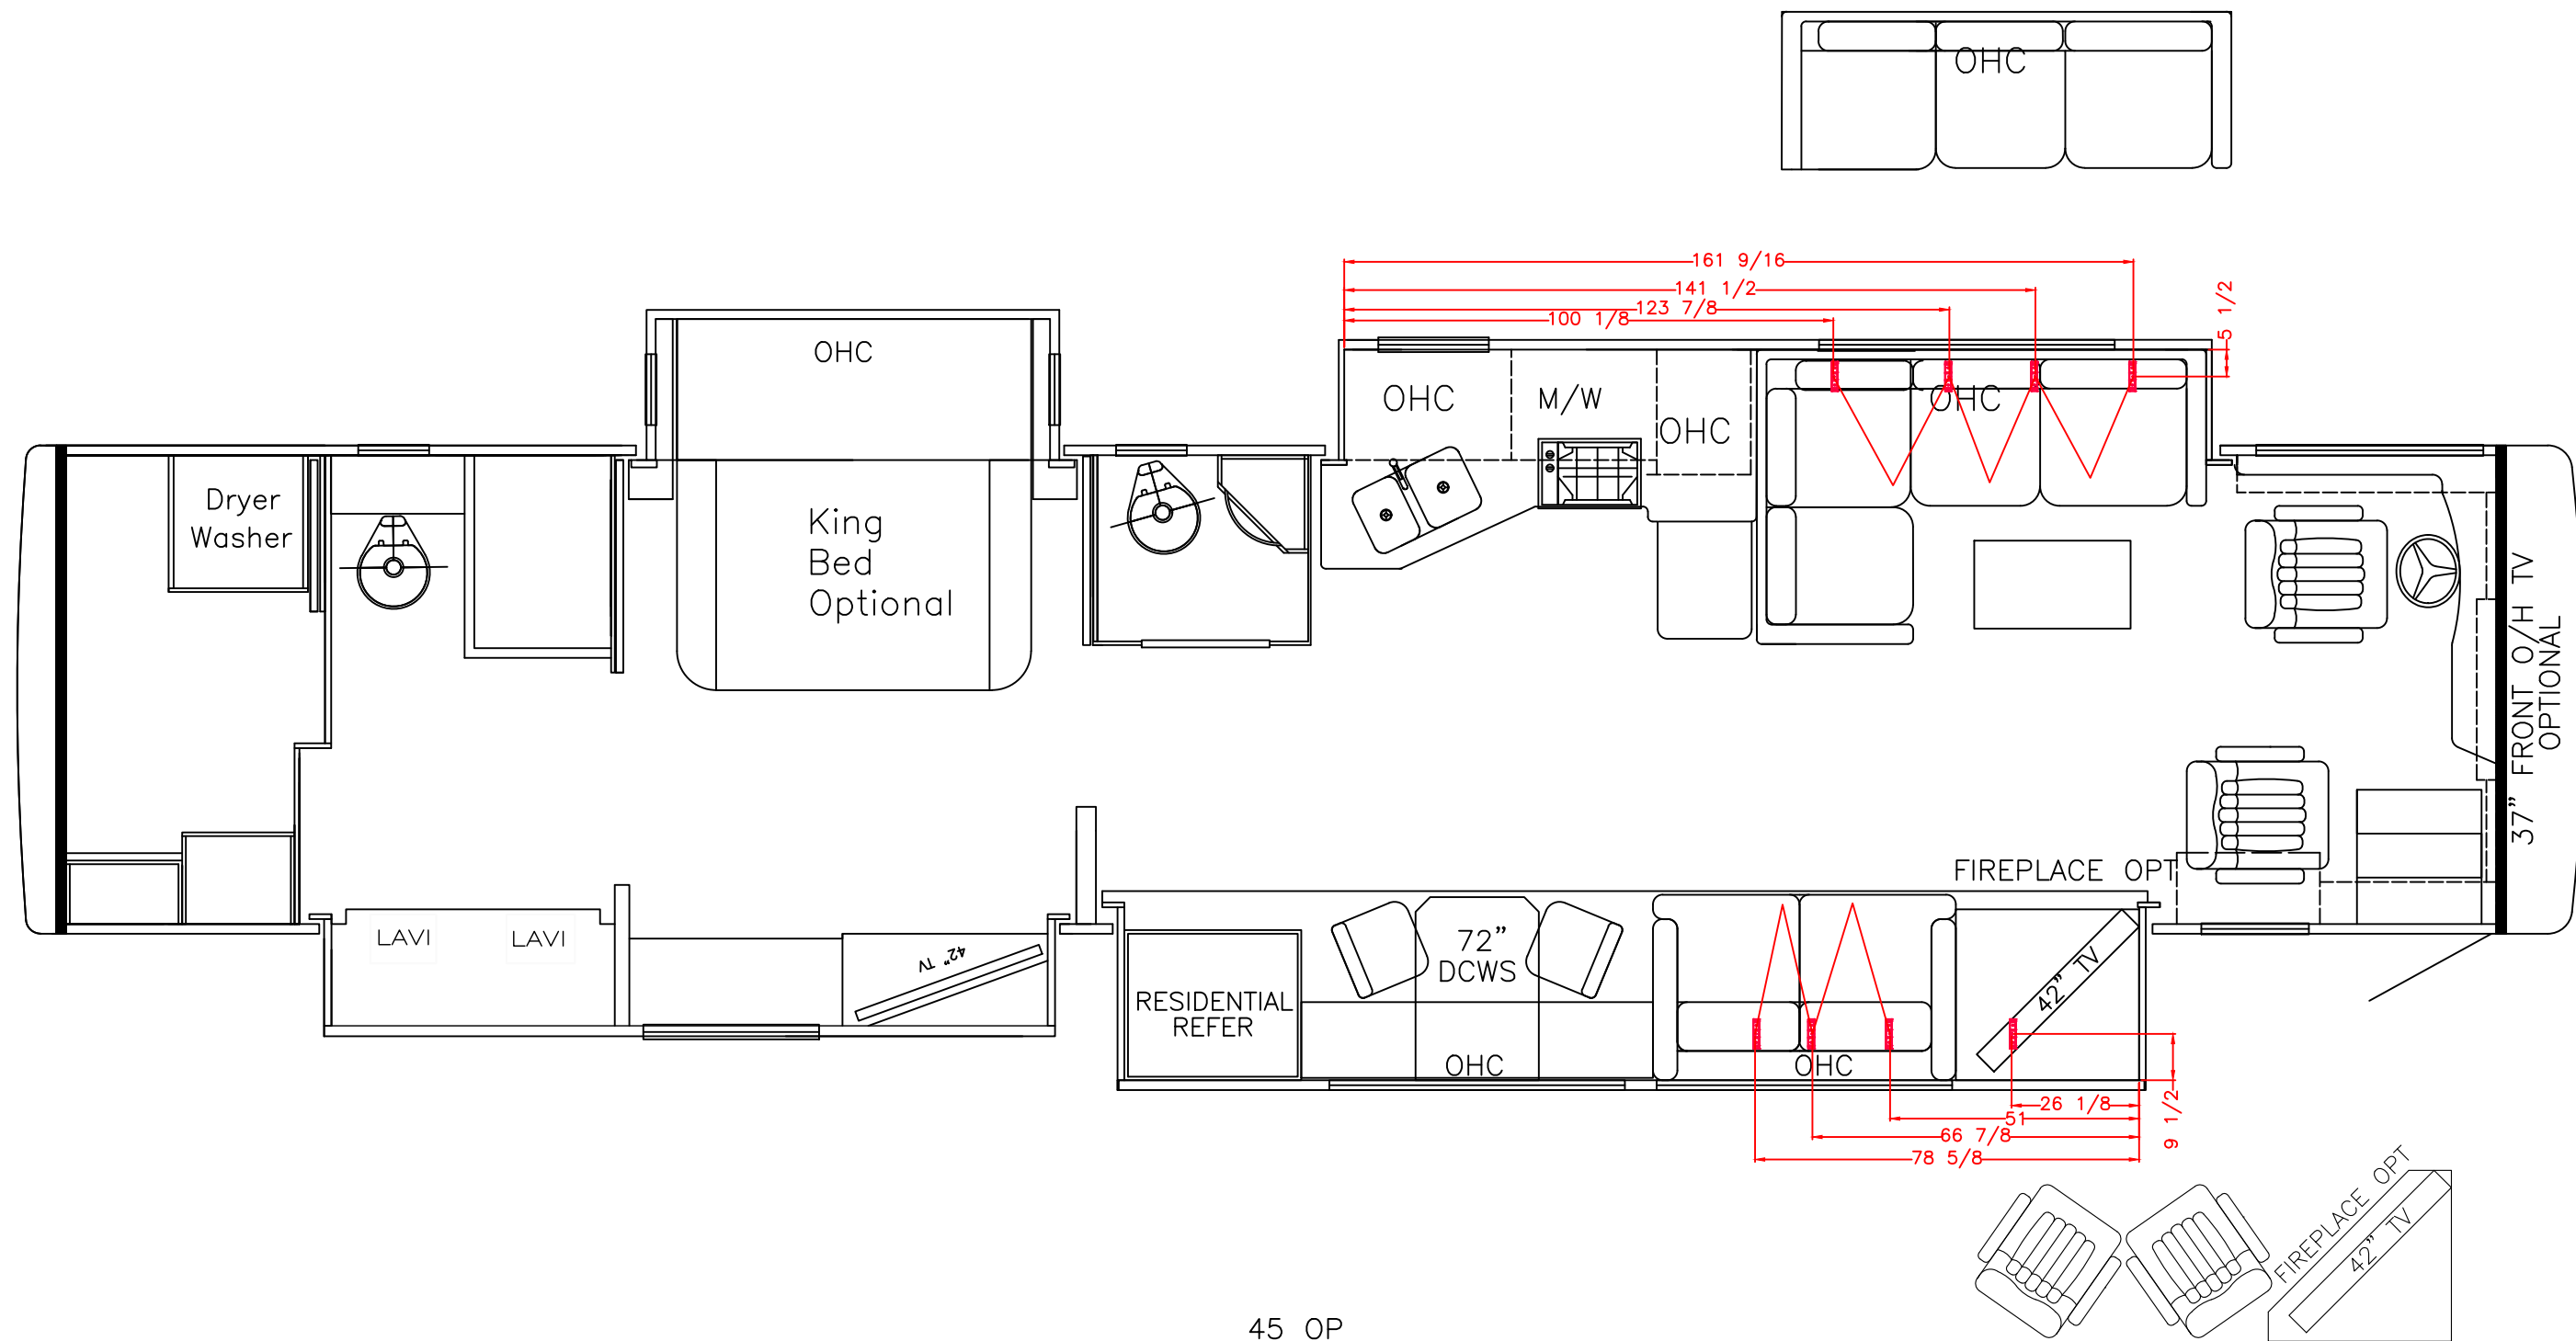 OHC
161 9/16
141 1/2
123 7/8
100 1/8
5 1/2
OHC
OHC
M/W
OHC
OHC
Dryer
Washer
King
Bed
Optional
37" FRONT O/H TV
OPTIONAL
FIREPLACE OPT
LAVI
LAVI
42" TV
72"
DCWS
RESIDENTIAL
REFER
OHC
OHC
42" TV
26 1/8
51
66 7/8
78 5/8
9 1/2
FIREPLACE OPT
42" TV
45 OP